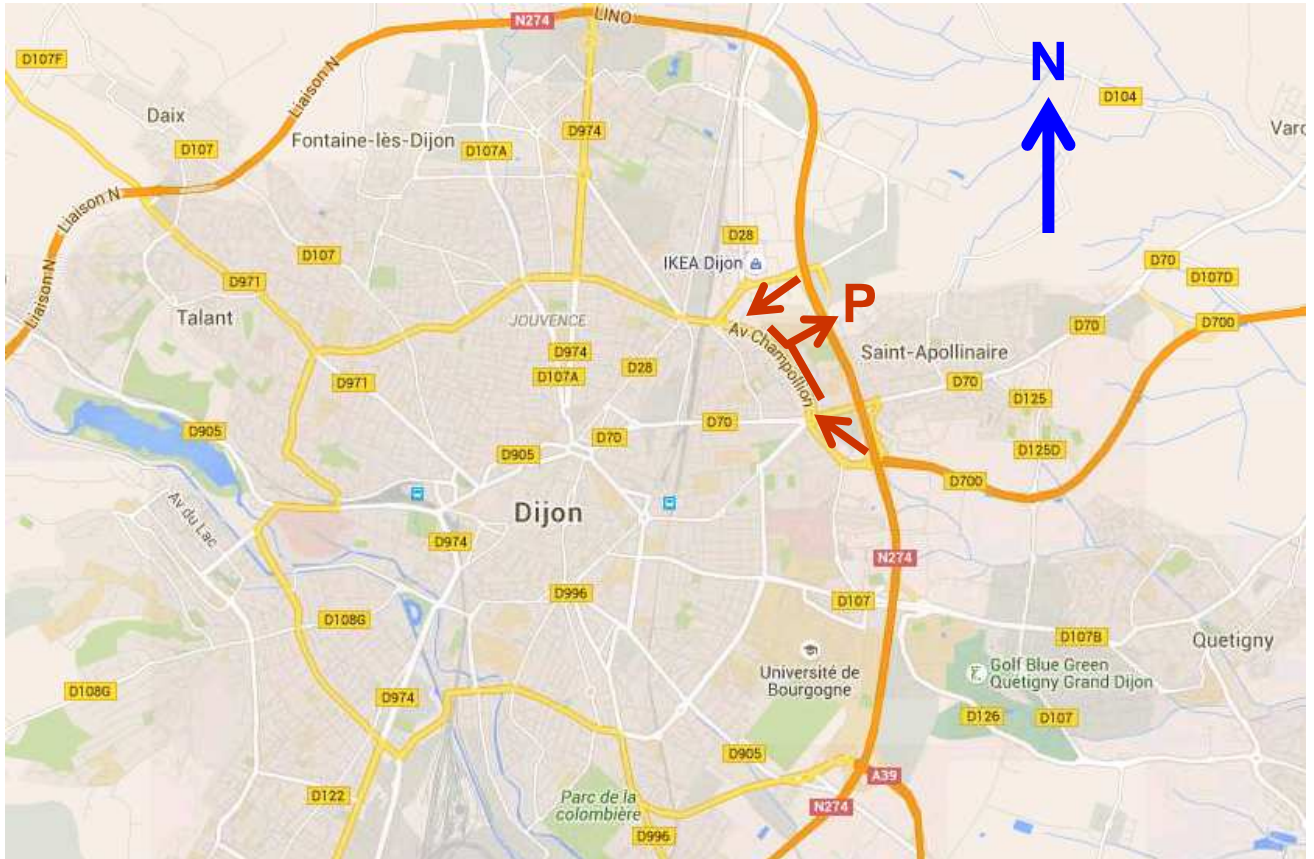 N274
LINO
D107F
N
D104
Liaison N
Daix
Varc
D974
Fontaine-lès-Dijon
D107
D107A
Liaison N
D28
D107
D70
IKEA Dijon
D107D
D971
P
Liaison N
Talant
JOUVENCE
Av Champollion
D70
D700
D974
Saint-Apollinaire
D971
D107A
D28
D70
D125
D905
D70
D70
D905
D125D
D700
Av du Lac
Dijon
D974
N274
D996
D107
D108G
D107B
Quetigny
Université de
Bourgogne
Golf Blue Green
Quetigny Grand Dijon
D108G
D974
D126
D107
D905
A39
D122
Parc de la
colombière
N274
D996